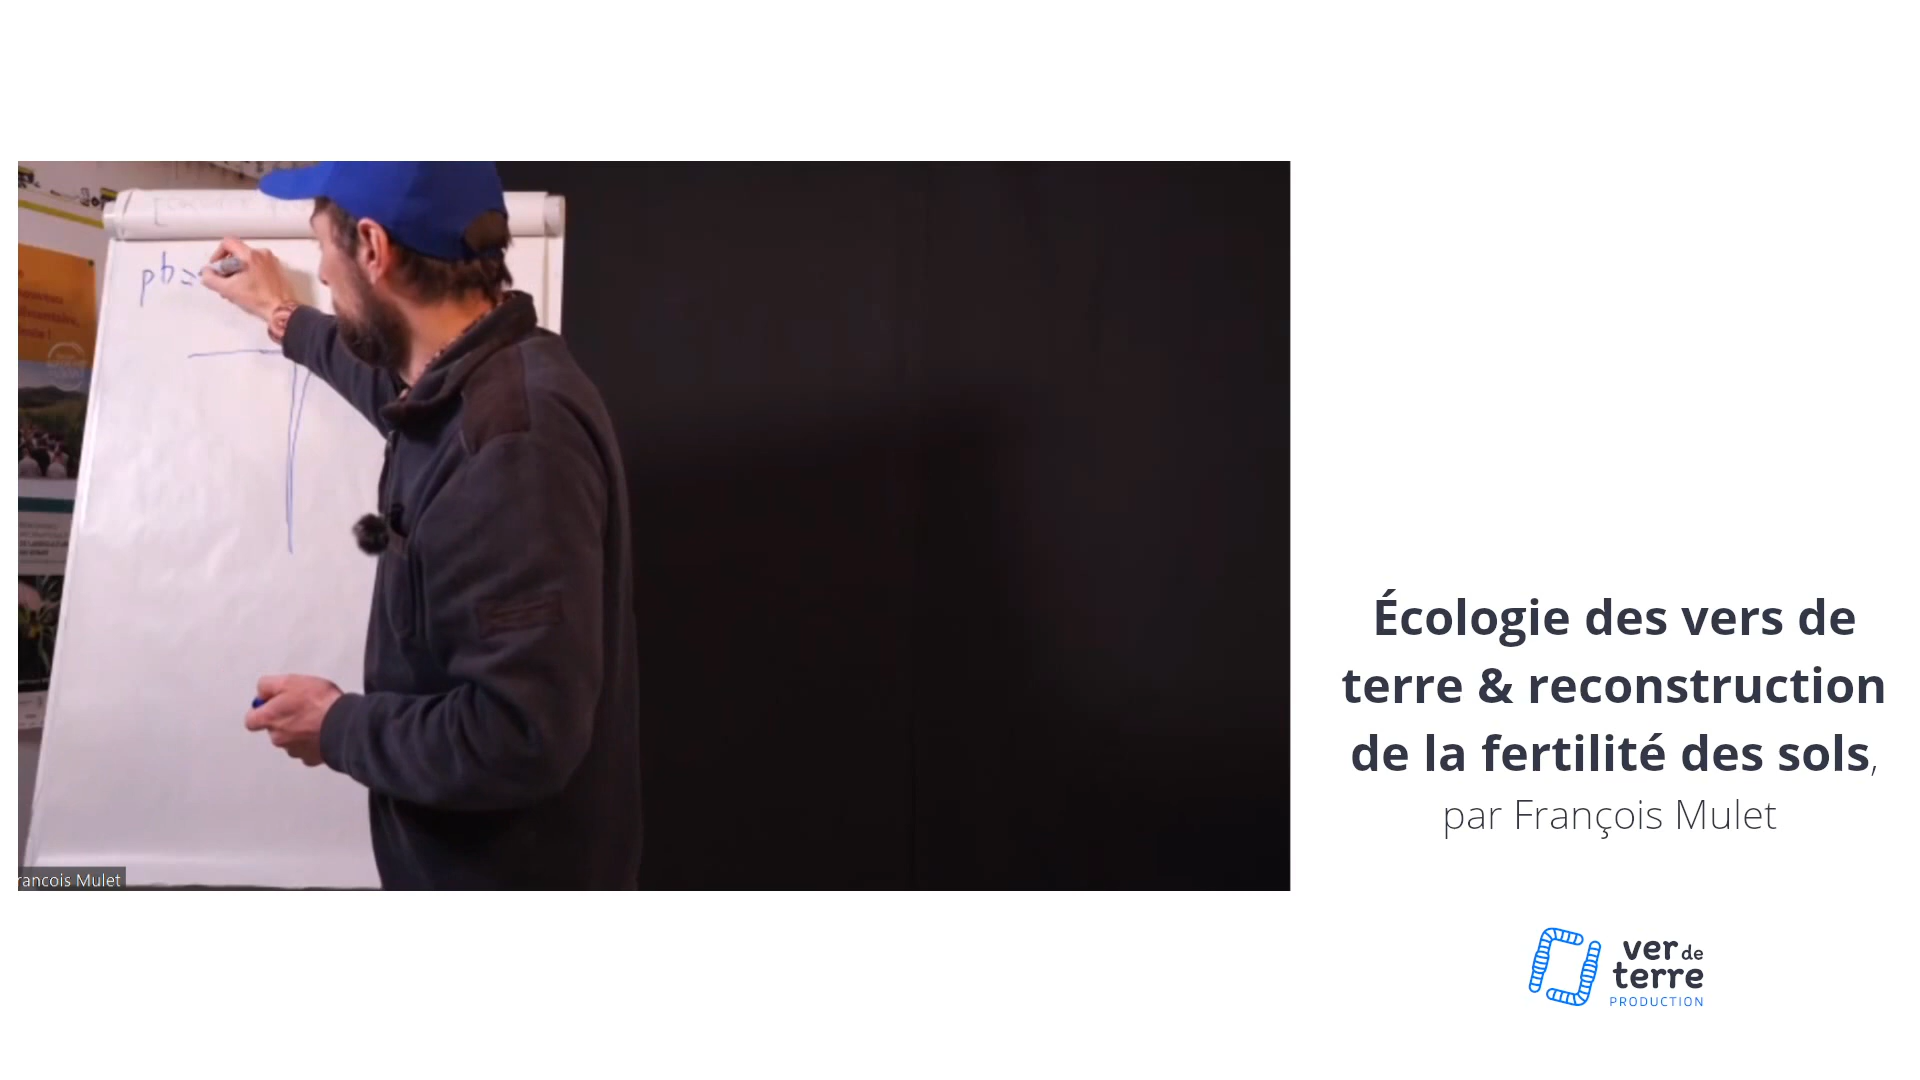 pb=
rancois Mulet
Écologie des vers de
terre & reconstruction
de la fertilité des sols,
par François Mulet
ver de
terre
PRODUCTION